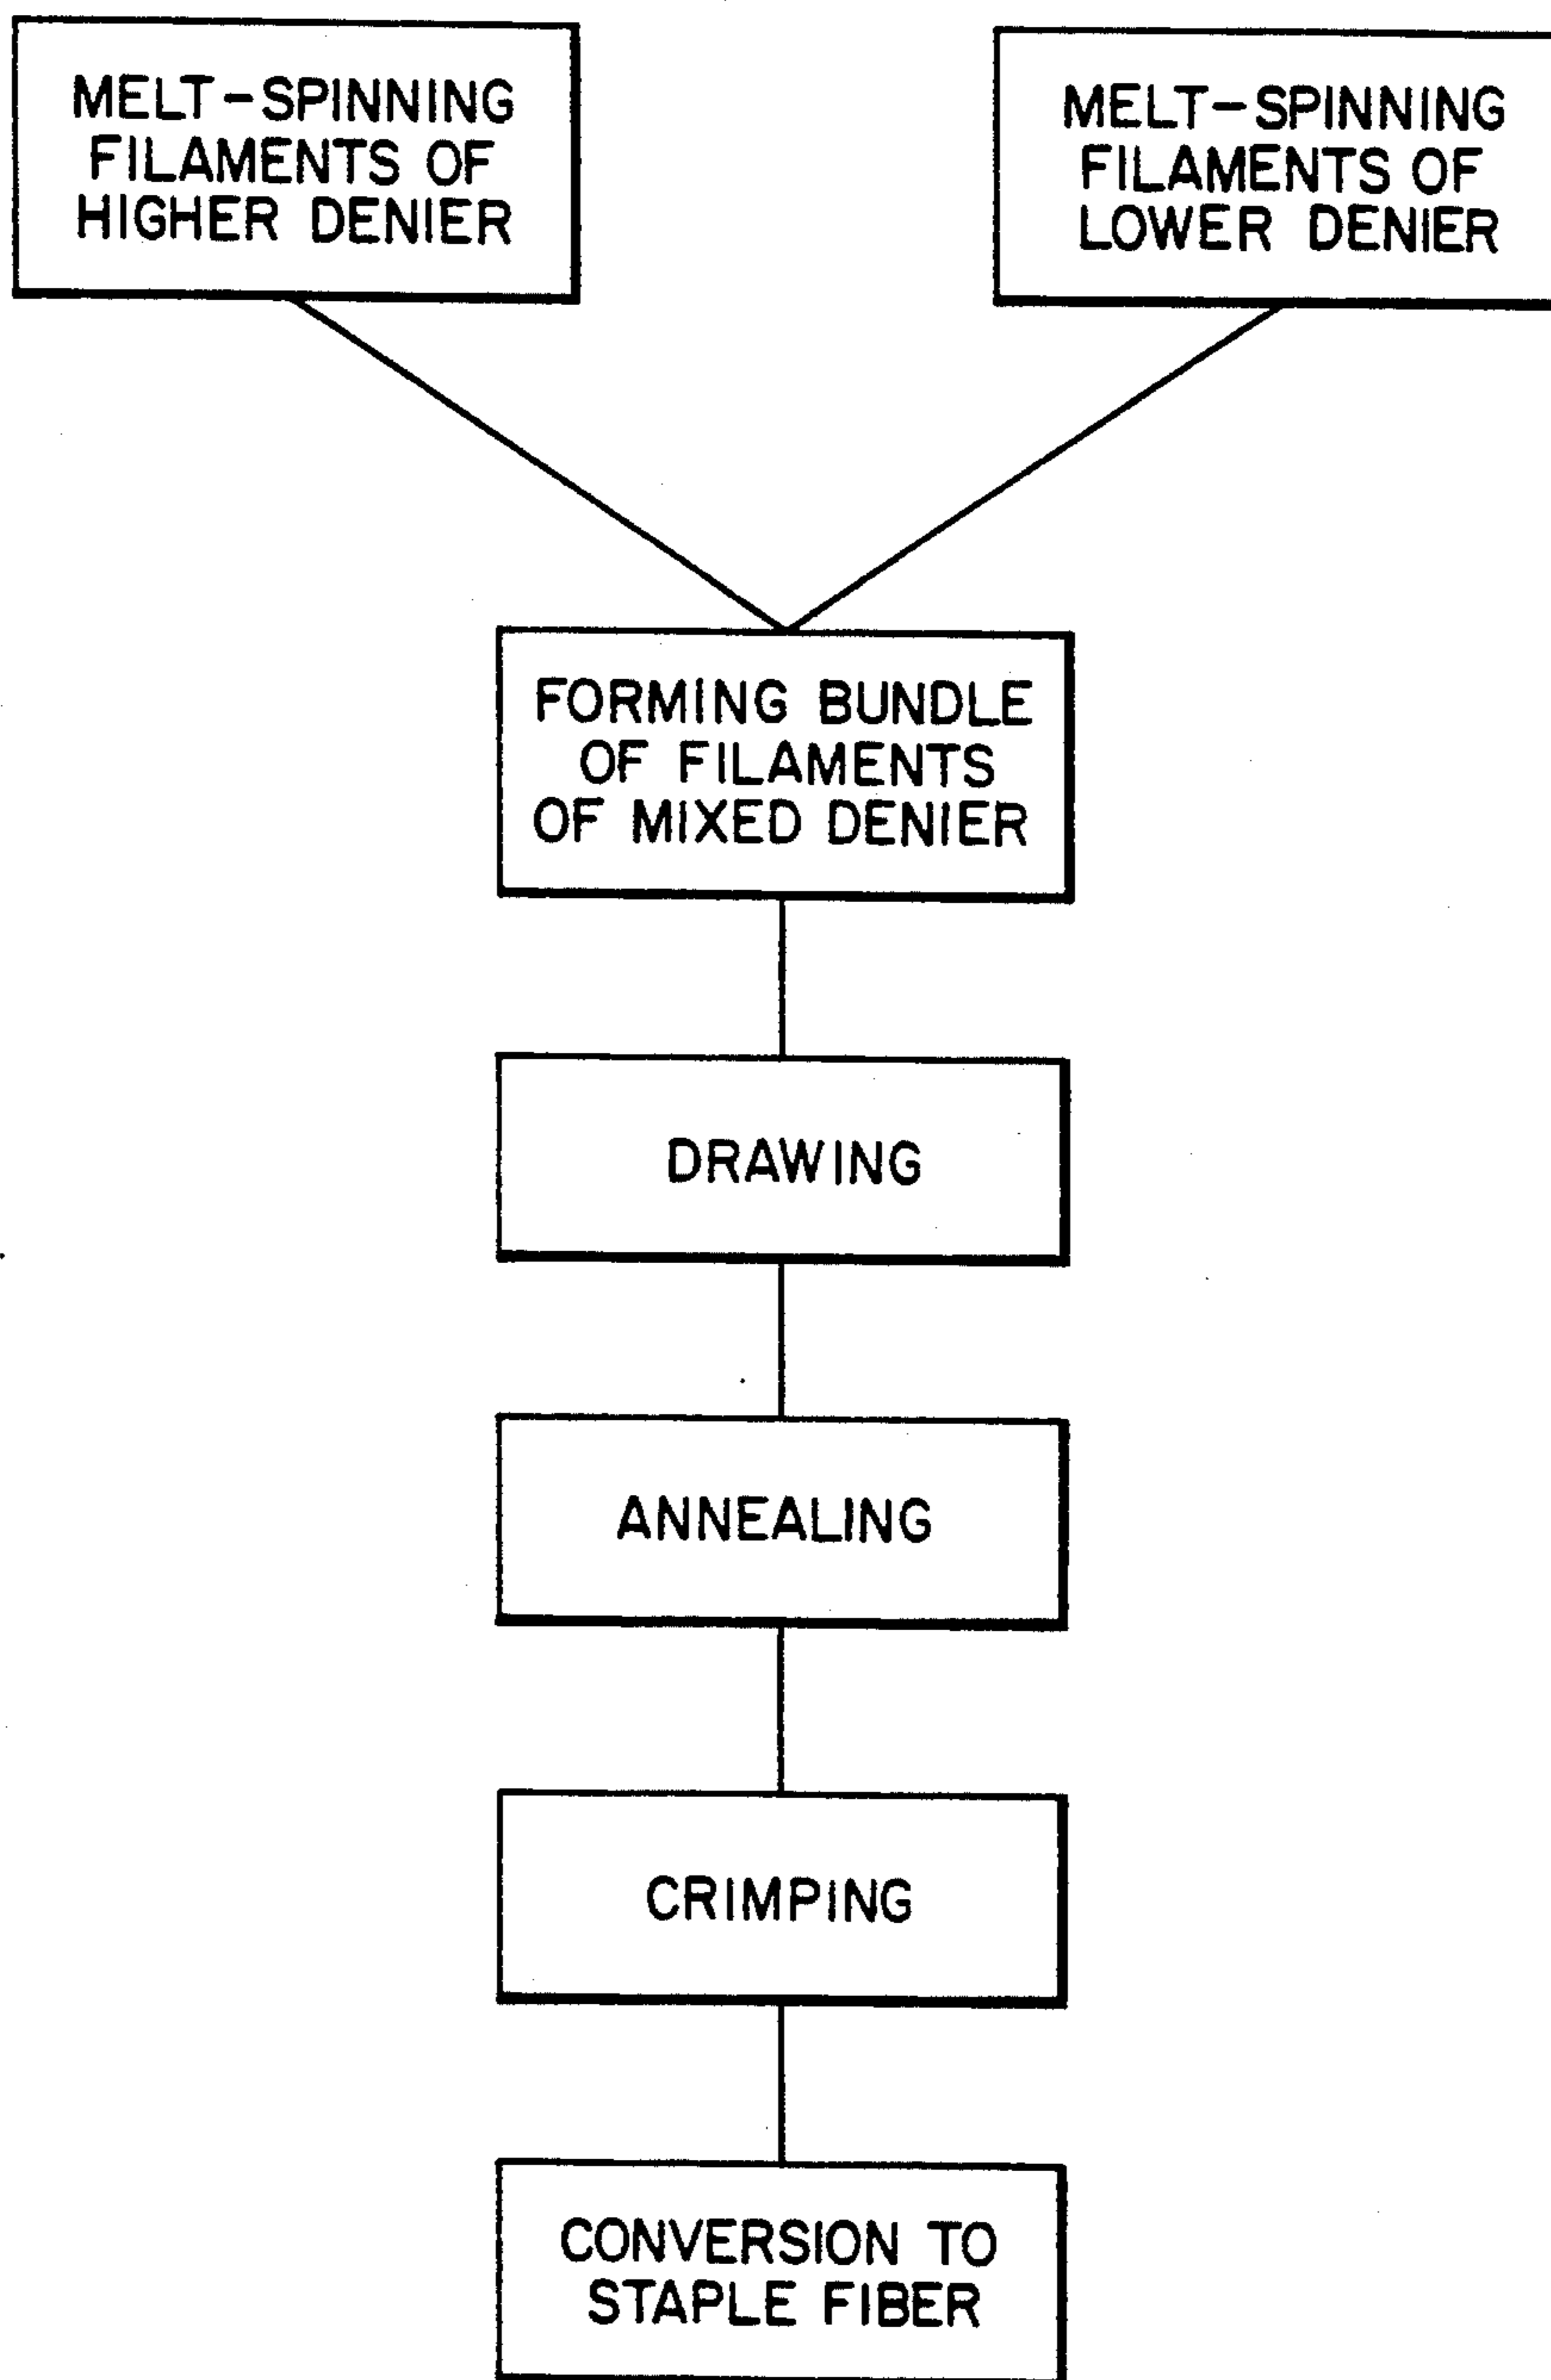 MELT-SPINNING
FILAMENTS OF
HIGHER DENIER
MELT-SPINNING
FILAMENTS OF
LOWER DENIER
FORMING BUNDLE
OF FILAMENTS
OF MIXED DENIER
DRAWING
ANNEALING
CRIMPING
CONVERSION TO
STAPLE FIBER